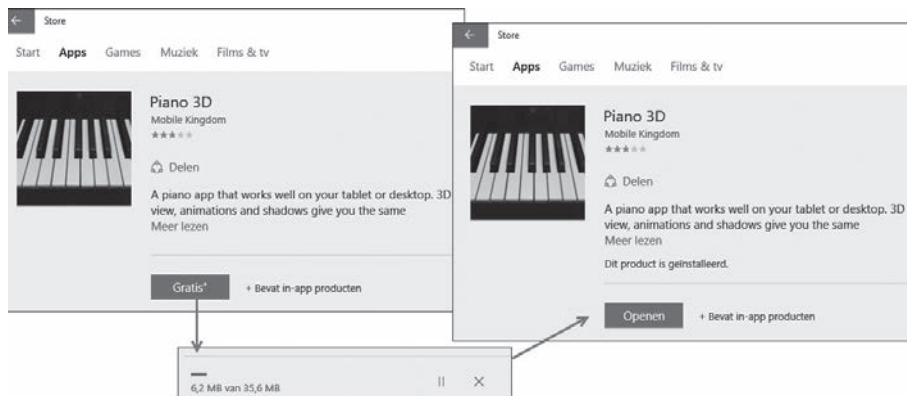 Store
Start Apps Games Muziek Films & tv
Piano 3D
Mobile Kingdom
Delen
A piano app that works well on your tablet or desktop. 3D
view, animations and shadows give you the same
Meer lezen
Gratis+
+ Bevat in-app producten
6,2 MB van 35,6 MB
Store
Start Apps Games Muziek Films & tv
Piano 3D
Mobile Kingdom
Delen
A piano app that works well on your tablet or desktop. 3D
view, animations and shadows give you the same
Meer lezen
Dit product is geïnstalleerd.
Openen
+ Bevat in-app producten